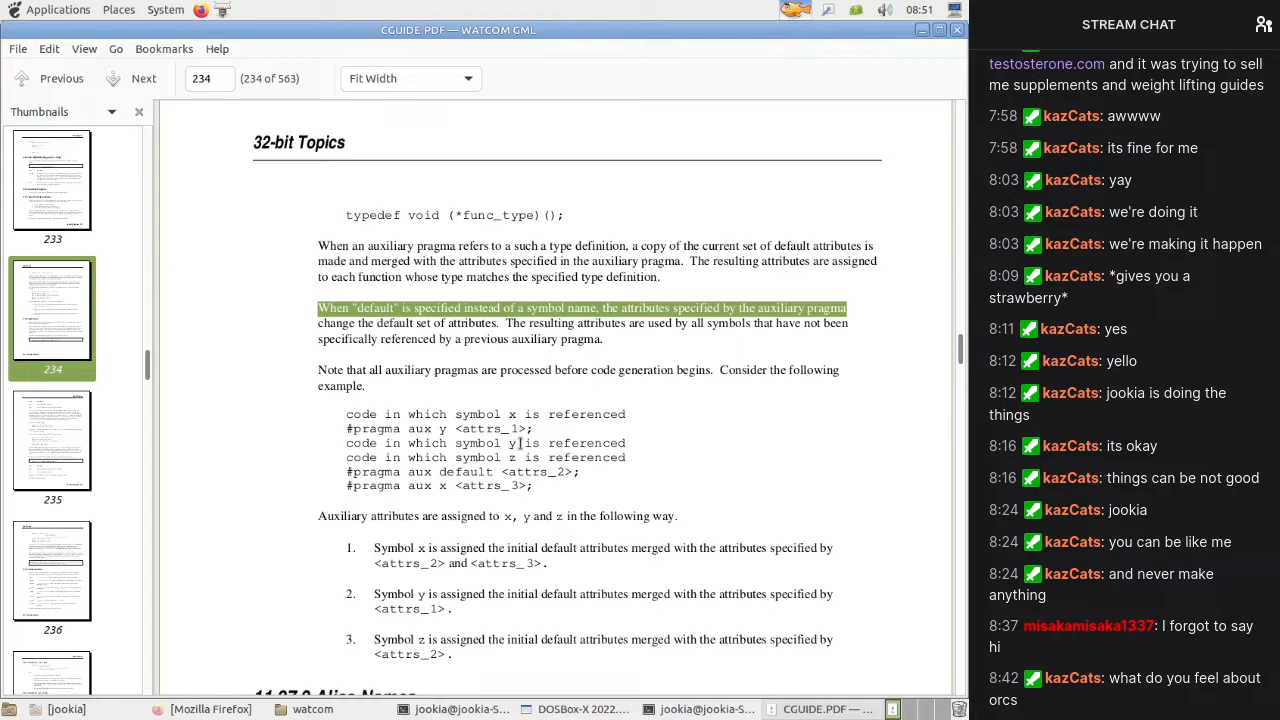 Applications Places System 08:51
CGUIDE.PDF — WATCOM GML
File Edit View Go Bookmarks Help
Previous Next 234 (234 of 563) Fit Width
Thumbnails
233
234
235
236
32-bit Topics
typedef void (*func_type)();
When an auxiliary pragma refers to a such a type definition, a copy of the current set of default attributes is
made and merged with the attributes specified in the auxiliary pragma. The resulting attributes are assigned
to each function whose type matches the specified type definition.
When "default" is specified instead of a symbol name, the attributes specified by the auxiliary pragma
change the default set of attributes. The resulting attributes are used by all symbols that have not been
specifically referenced by a previous auxiliary pragma.
Note that all auxiliary pragmas are processed before code generation begins. Consider the following
example.
code in which symbol x is referenced
#pragma aux y <attrs_1>;
code in which symbol y is referenced
code in which symbol z is referenced
#pragma aux default <attrs_2>;
#pragma aux x <attrs_3>;
Auxiliary attributes are assigned to x, y and z in the following way.
1. Symbol x is assigned the initial default attributes merged with the attributes specified by
<attrs_2> and <attrs_3>.
2. Symbol y is assigned the initial default attributes merged with the attributes specified by
<attrs_1>.
3. Symbol z is assigned the initial default attributes merged with the attributes specified by
<attrs_2>.
[jookia] [Mozilla Firefox] watcom jookia@jookia-S... DOSBox-X 2022.... jookia@jookia-S... CGUIDE.PDF — ...
STREAM CHAT
testosterone.com and it was trying to sell
me supplements and weight lifting guides
7:58 kazCats: awwww
7:58 kazCats: its fine for me
8:03 kazCats: yay
8:03 kazCats: we're doing it
8:03 kazCats: we're making it happen
8:09 kazCats: *gives you a
strawberry*
8:11 kazCats: yes
8:12 kazCats: yello
8:12 kazCats: jookia is doing the
things
8:16 kazCats: its okay
8:16 kazCats: things can be not good
8:24 kazCats: jookia
8:24 kazCats: you can be like me
8:24 kazCats: and never make
anything
8:37 misakamisaka1337: I forgot to say
hi
8:42 kazCats: what do you feel about
orcs